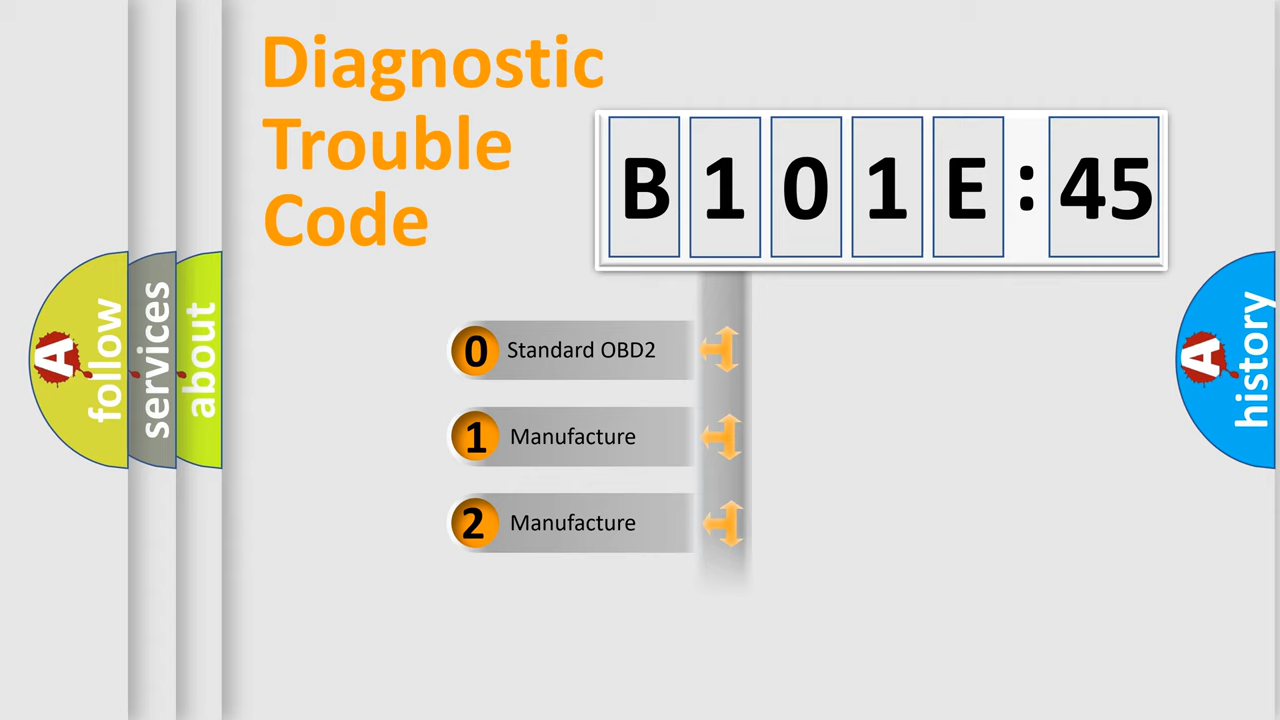 Diagnostic
Trouble
Code
B 1 0 1 E : 45
0 Standard OBD2
1 Manufacture
2 Manufacture
A follow
services
about
A history